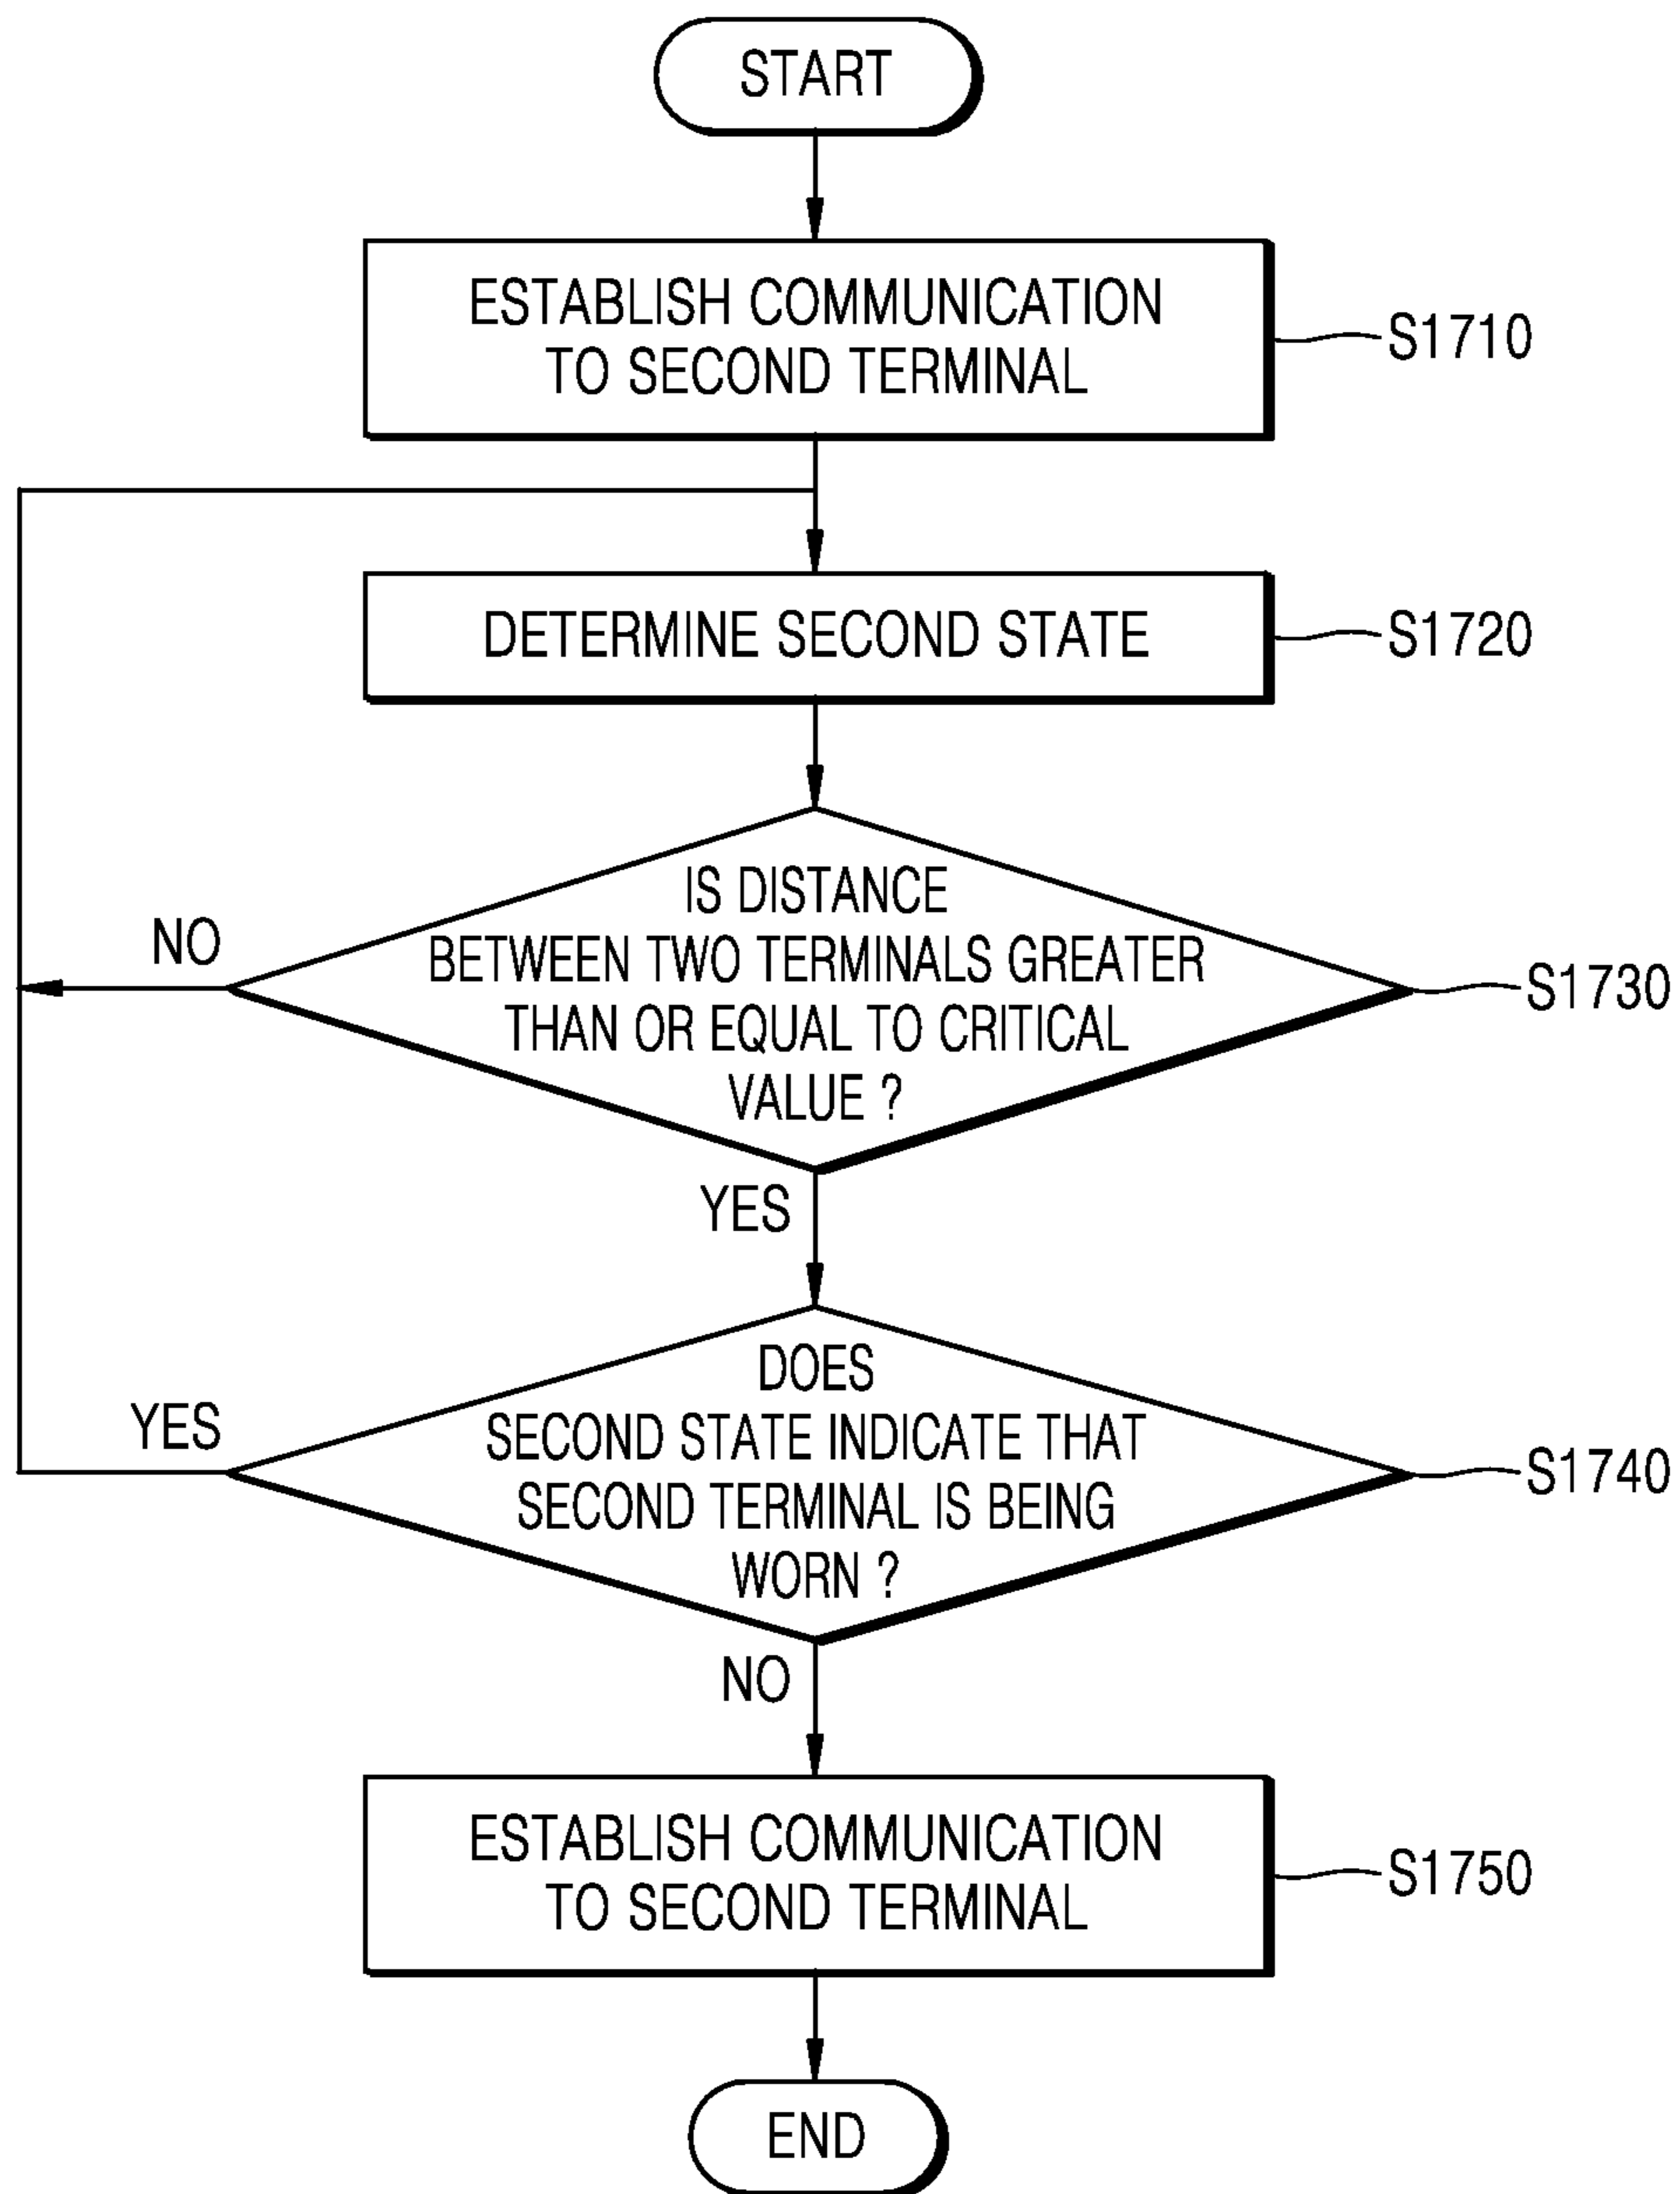 START
ESTABLISH COMMUNICATION
TO SECOND TERMINAL
S1710
DETERMINE SECOND STATE
S1720
IS DISTANCE
BETWEEN TWO TERMINALS GREATER
THAN OR EQUAL TO CRITICAL
VALUE ?
NO
S1730
YES
DOES
SECOND STATE INDICATE THAT
SECOND TERMINAL IS BEING
WORN ?
YES
S1740
NO
ESTABLISH COMMUNICATION
TO SECOND TERMINAL
S1750
END